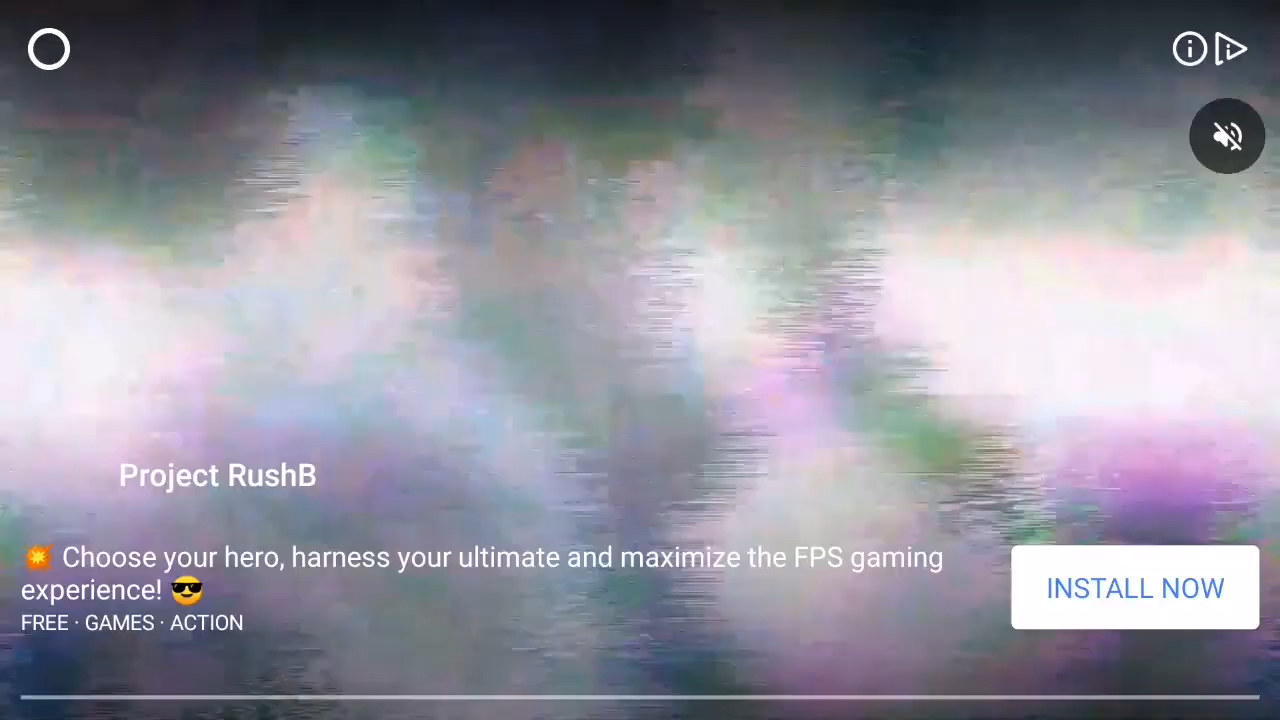 Project RushB
💥 Choose your hero, harness your ultimate and maximize the FPS gaming
experience! 😎
FREE · GAMES · ACTION
INSTALL NOW